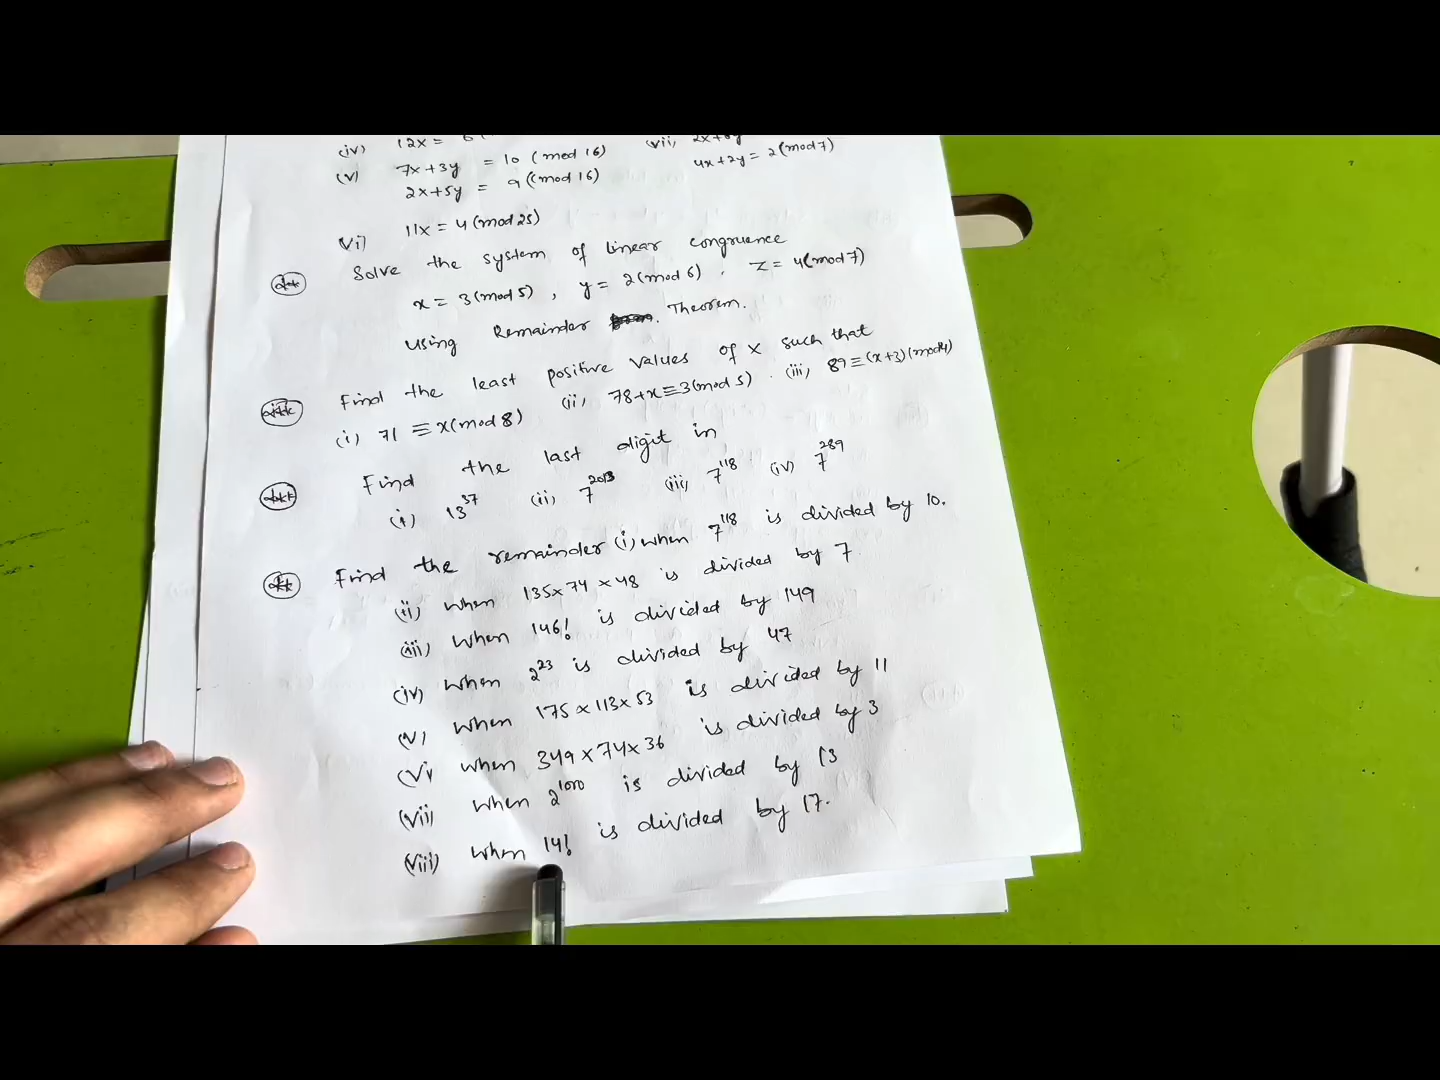 (iv) 12x = 6 (
(vii) 2x+
(v) 7x+3y = 10 (mod 16)
2x+5y = 9 (mod 16)
4x+2y = 2(mod 7)
Vi) 11x = 4(mod 25)
** Solve the system of linear congruence
x = 3(mod 5), y = 2(mod 6), Z = 4(mod 7)
using Remainder Theorem.
*** Find the least positive values of x such that
(i) 71 ≡ x(mod 8) (ii) 78+x≡3(mod 5) (iii) 89≡(x+3)(mod 4)
*** Find the last digit in
(i) 13^37 (ii) 7^2013 (iii) 7^118 (iv) 7^289
** Find the remainder (i) when 7^118 is divided by 10.
(ii) when 135×74×48 is divided by 7
(iii) when 146! is divided by 149
(iv) when 2^23 is divided by 47
(v) when 175×113×53 is divided by 11
(vi when 349×74×36 is divided by 3
(vii) when 2^1000 is divided by 13
(viii) when 14! is divided by 17.